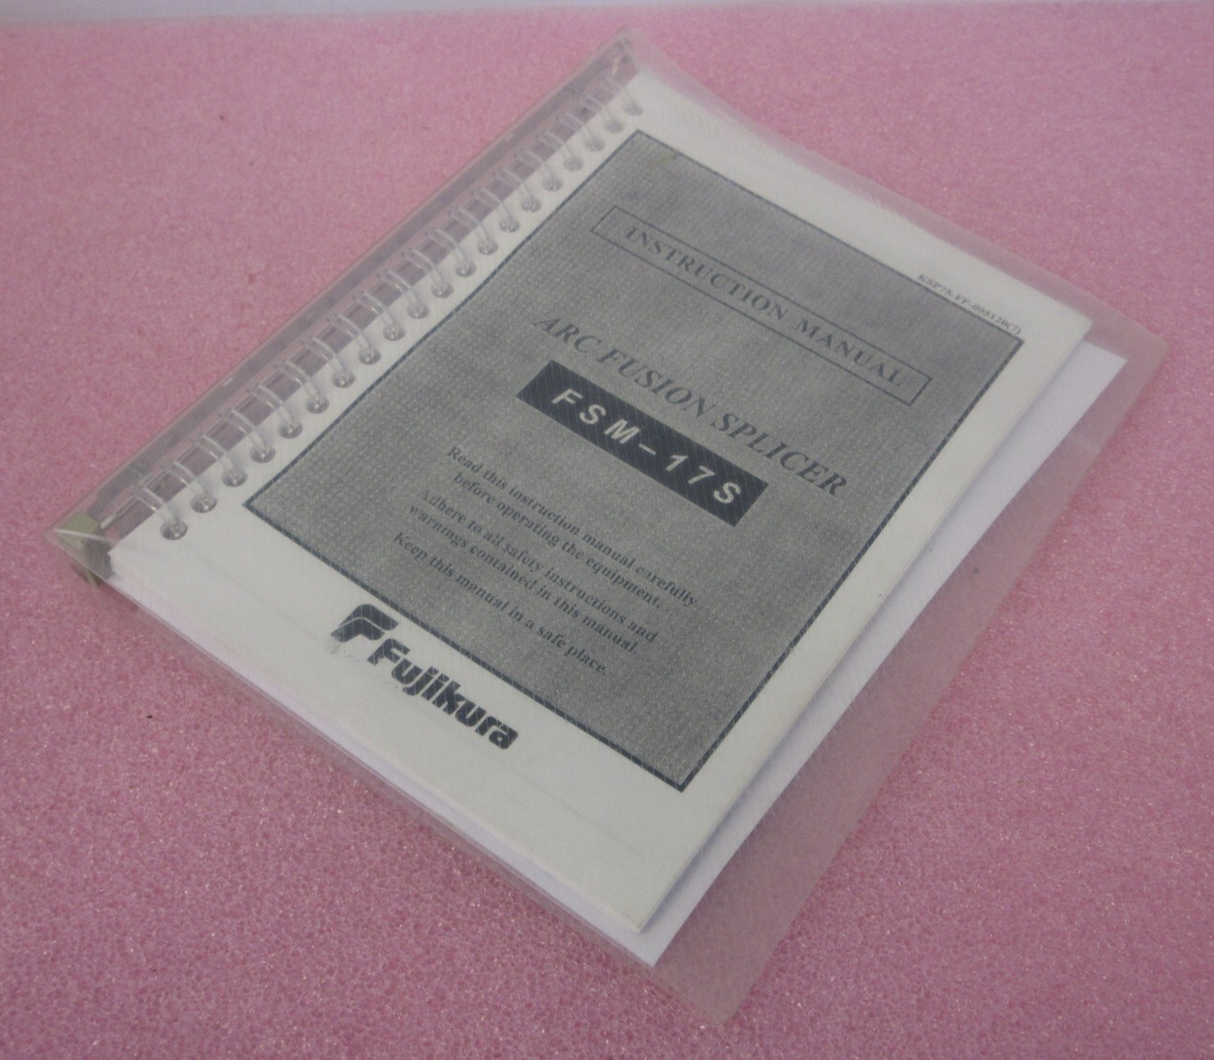 KSP75-FT-098120(7)
INSTRUCTION MANUAL
ARC FUSION SPLICER
FSM-17S
Read this instruction manual carefully
before operating the equipment.
Adhere to all safety instructions and
warnings contained in this manual.
Keep this manual in a safe place.
Fujikura